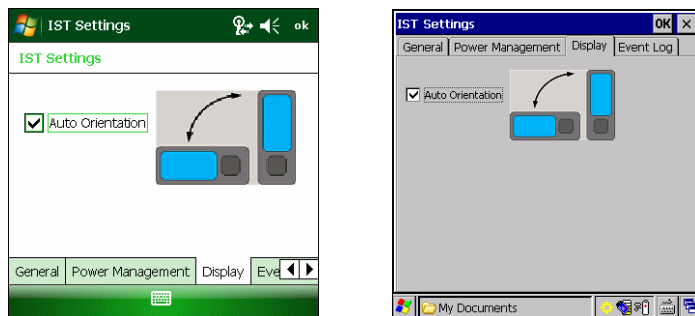 IST Settings ok
IST Settings
Auto Orientation
General Power Management Display Eve
IST Settings OK ×
General Power Management Display Event Log
Auto Orientation
My Documents